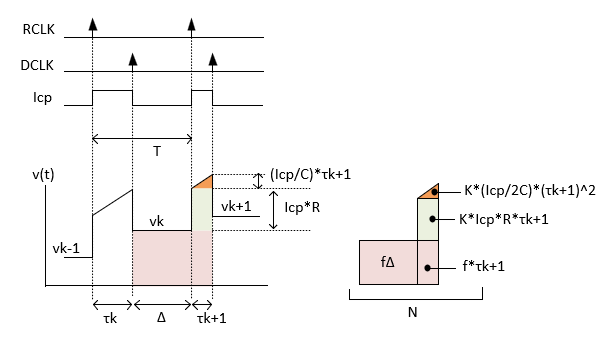 RCLK
DCLK
Icp
T
v(t)
(Icp/C)*τk+1
vk
vk+1
Icp*R
vk-1
τk
Δ
τk+1
K*(Icp/2C)*(τk+1)^2
K*Icp*R*τk+1
fΔ
f*τk+1
N